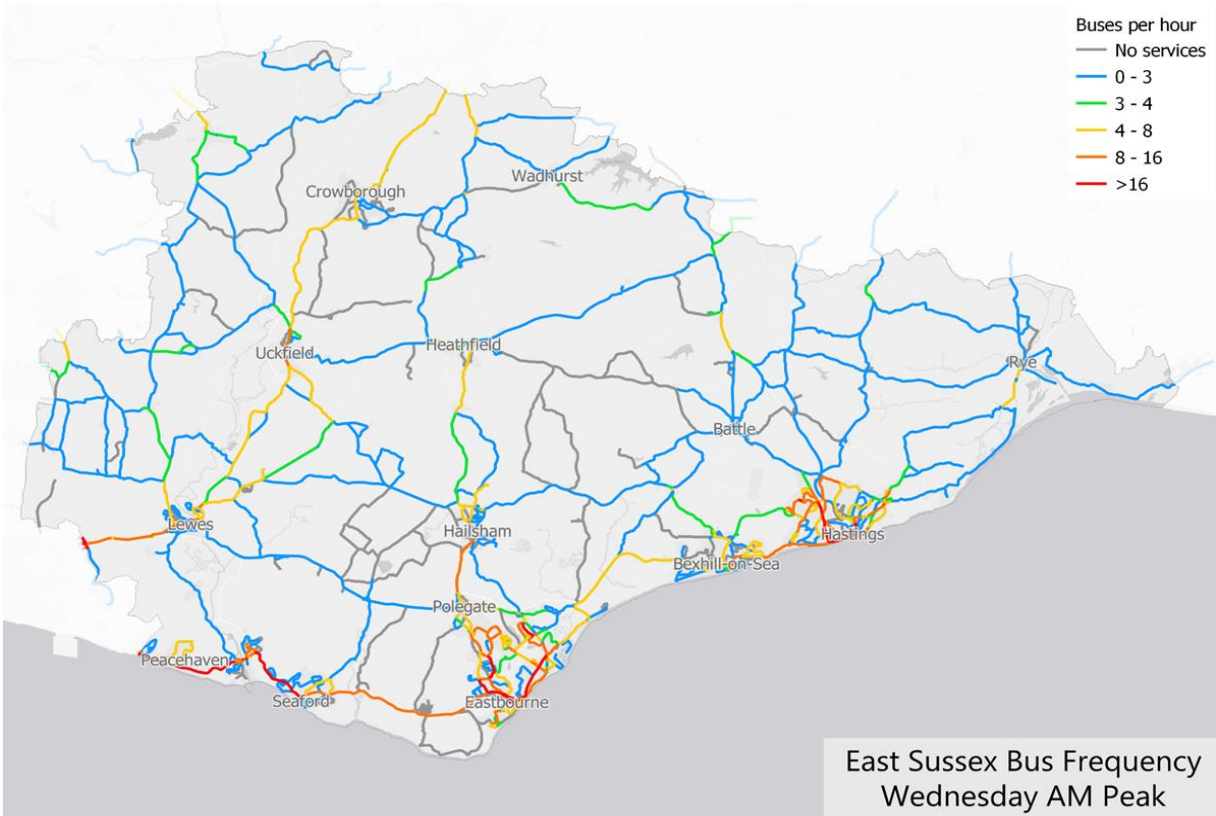 Buses per hour
No services
0 - 3
3 - 4
4 - 8
8 - 16
>16
Wadhurst
Crowborough
Uckfield
Heathfield
Rye
Battle
Lewes
Hailsham
Hastings
Bexhill-on-Sea
Polegate
Peacehaven
Seaford
Eastbourne
East Sussex Bus Frequency
Wednesday AM Peak